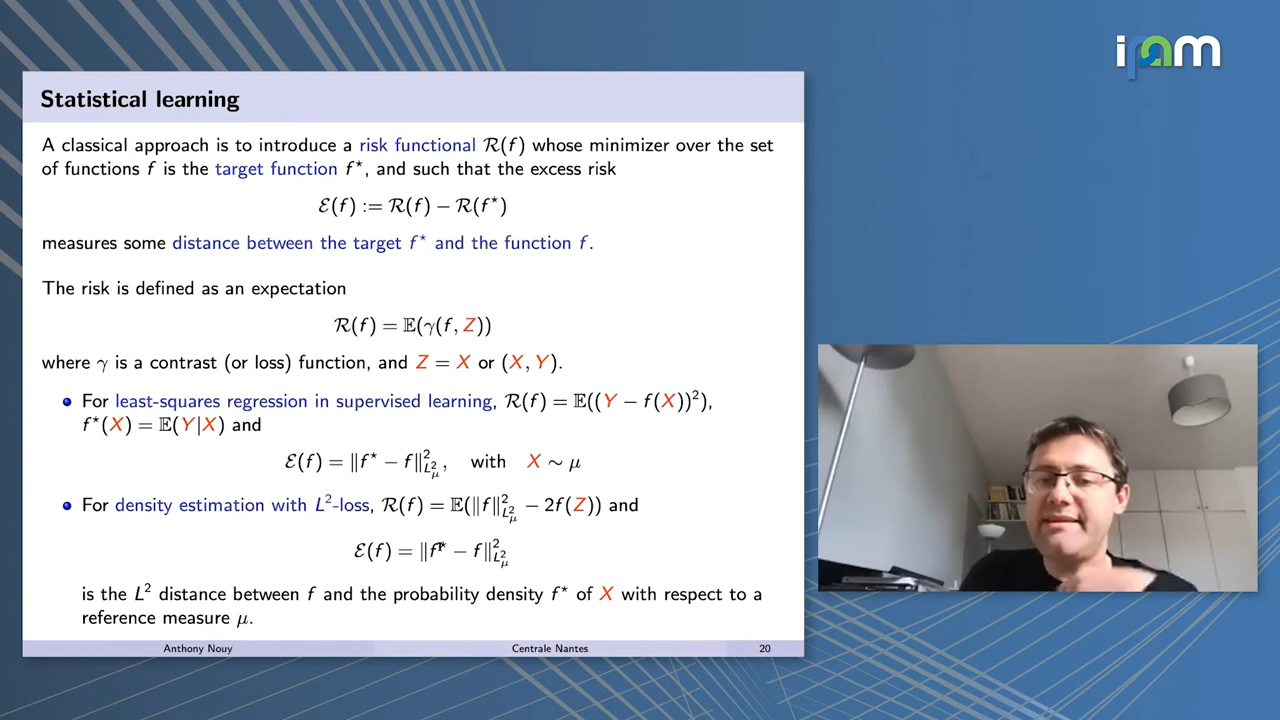 ipam
Statistical learning
A classical approach is to introduce a risk functional ℛ(f) whose minimizer over the set
of functions f is the target function f*, and such that the excess risk
ℰ(f) := ℛ(f) − ℛ(f*)
measures some distance between the target f* and the function f.
The risk is defined as an expectation
ℛ(f) = 𝔼(γ(f, Z))
where γ is a contrast (or loss) function, and Z = X or (X, Y).
For least-squares regression in supervised learning, ℛ(f) = 𝔼((Y − f(X))²),
f*(X) = 𝔼(Y|X) and
ℰ(f) = ‖f* − f‖²_{L²_μ}, with X ∼ μ
For density estimation with L²-loss, ℛ(f) = 𝔼(‖f‖²_{L²_μ} − 2f(Z)) and
ℰ(f) = ‖f* − f‖²_{L²_μ}
is the L² distance between f and the probability density f* of X with respect to a
reference measure μ.
Anthony Nouy Centrale Nantes 20